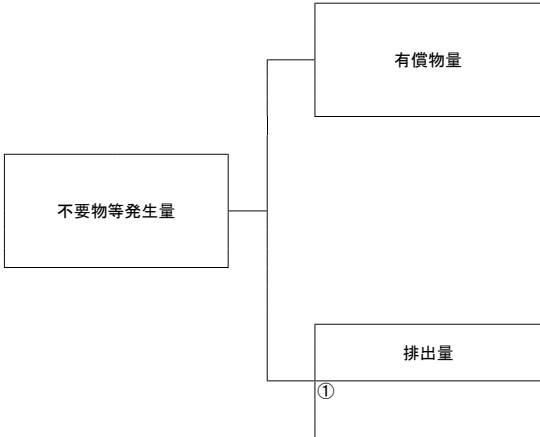 有償物量
不要物等発生量
排出量
①